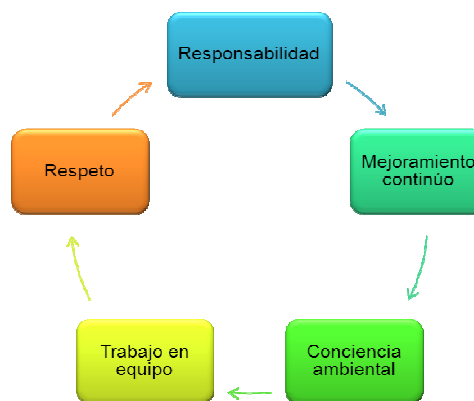 Responsabilidad
Mejoramiento
continúo
Conciencia
ambiental
Trabajo en
equipo
Respeto